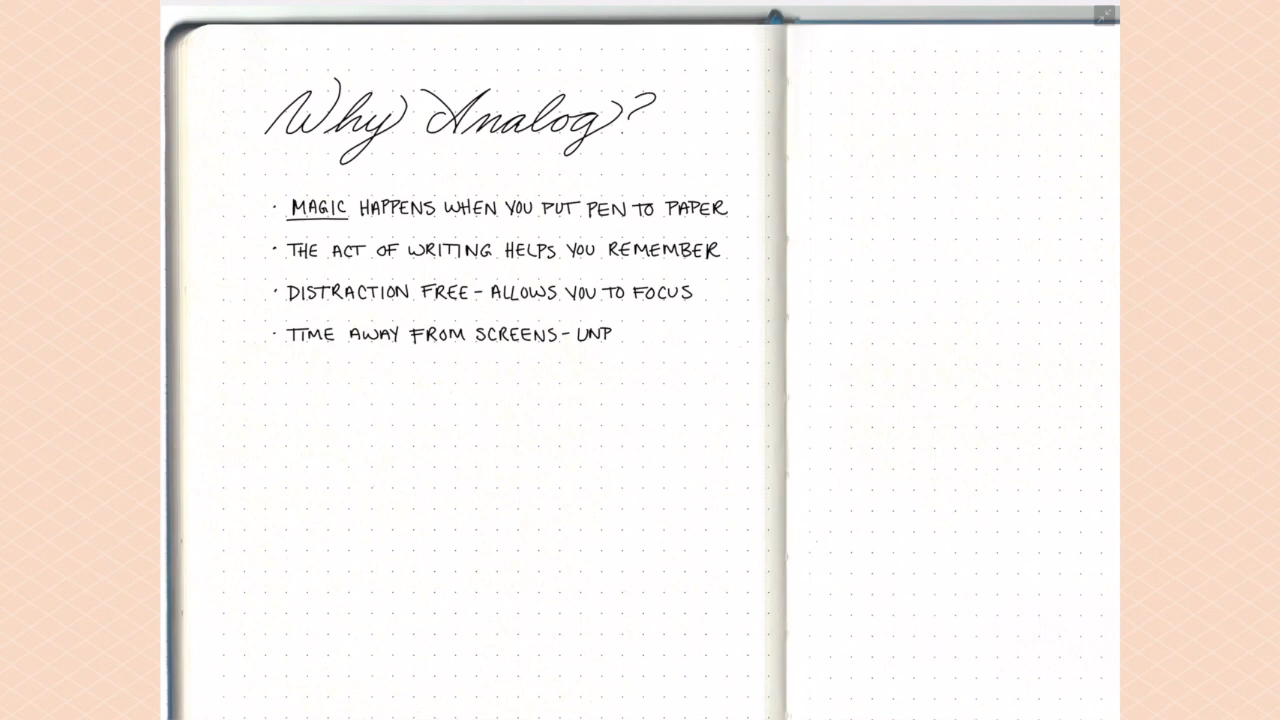 Why Analog?
· MAGIC HAPPENS WHEN YOU PUT PEN TO PAPER
· THE ACT OF WRITING HELPS YOU REMEMBER
· DISTRACTION FREE - ALLOWS YOU TO FOCUS
· TIME AWAY FROM SCREENS - UNP